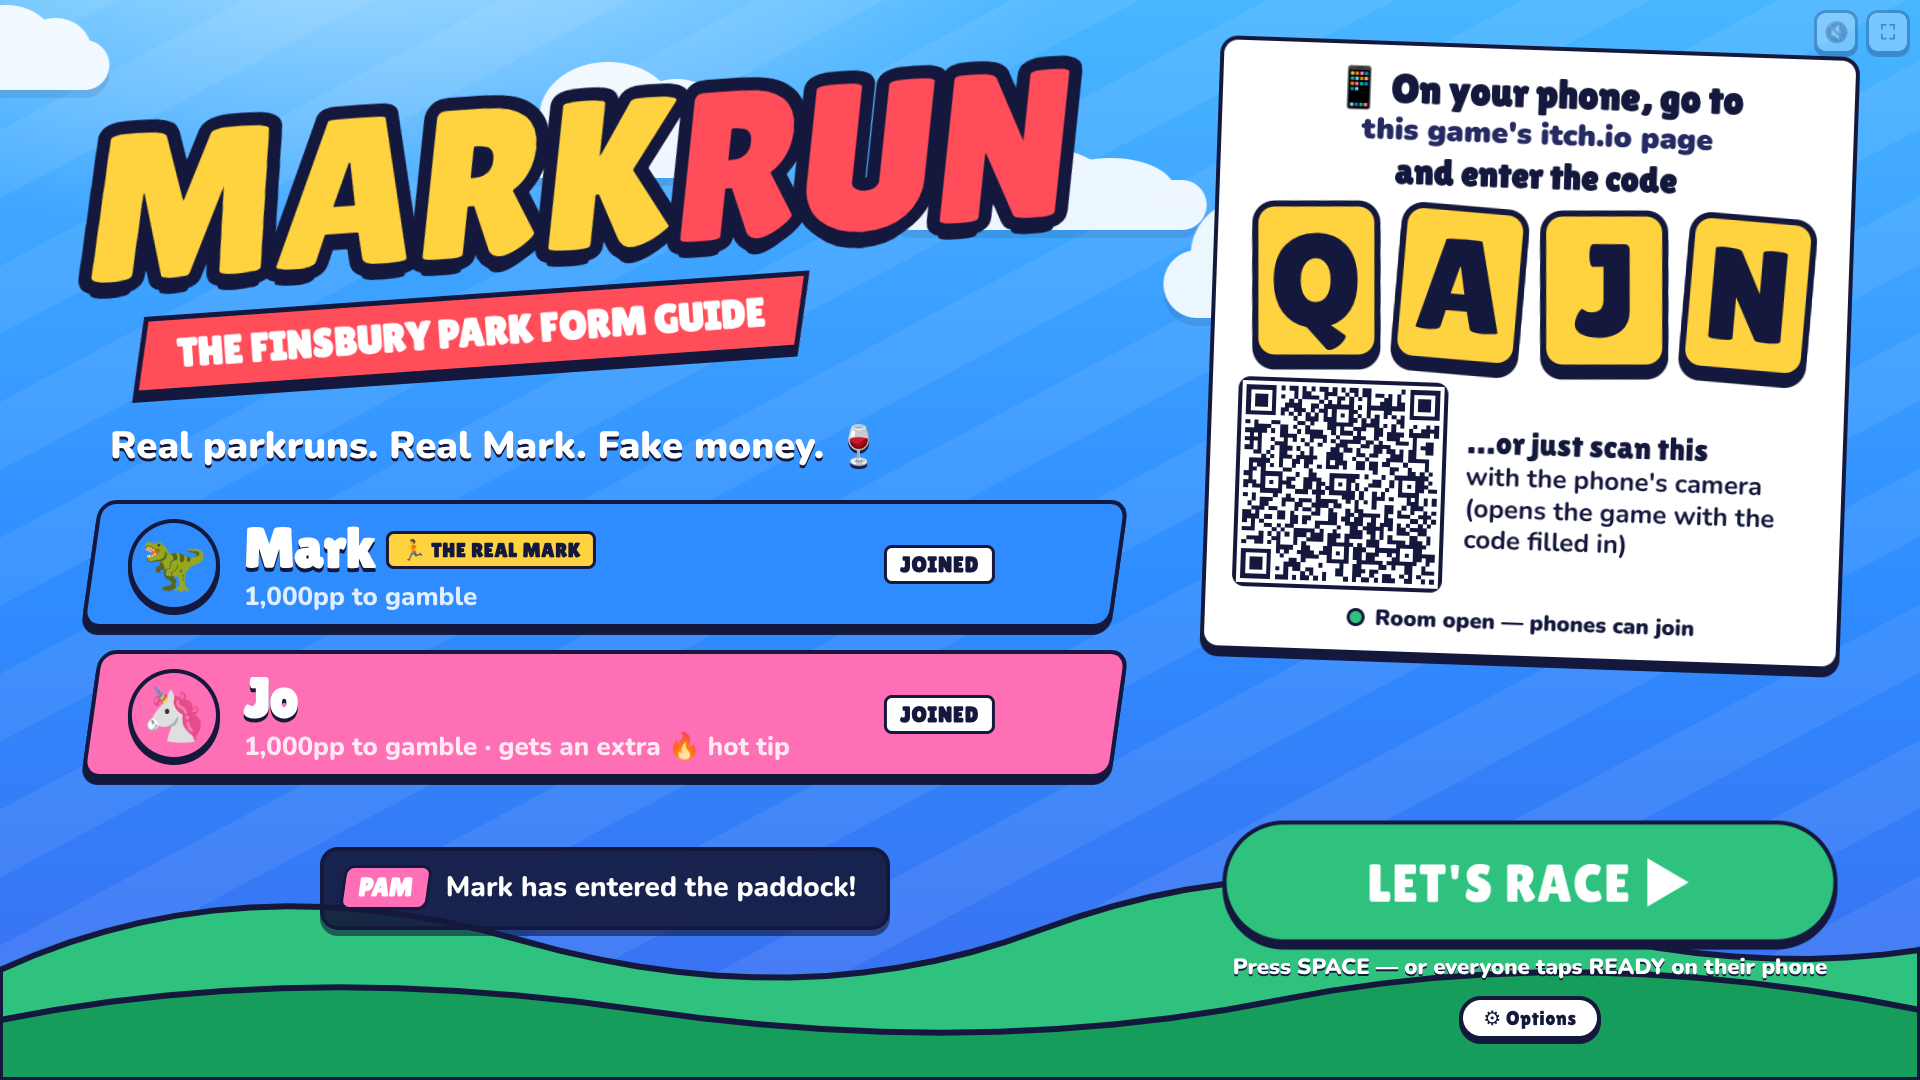 MARKRUN
THE FINSBURY PARK FORM GUIDE
Real parkruns. Real Mark. Fake money. 🍷
Mark 🏃 THE REAL MARK
1,000pp to gamble
JOINED
Jo
1,000pp to gamble · gets an extra 🔥 hot tip
JOINED
PAM Mark has entered the paddock!
📱 On your phone, go to
this game's itch.io page
and enter the code
QAJN
...or just scan this
with the phone's camera
(opens the game with the
code filled in)
Room open — phones can join
LET'S RACE ▶
Press SPACE — or everyone taps READY on their phone
⚙ Options